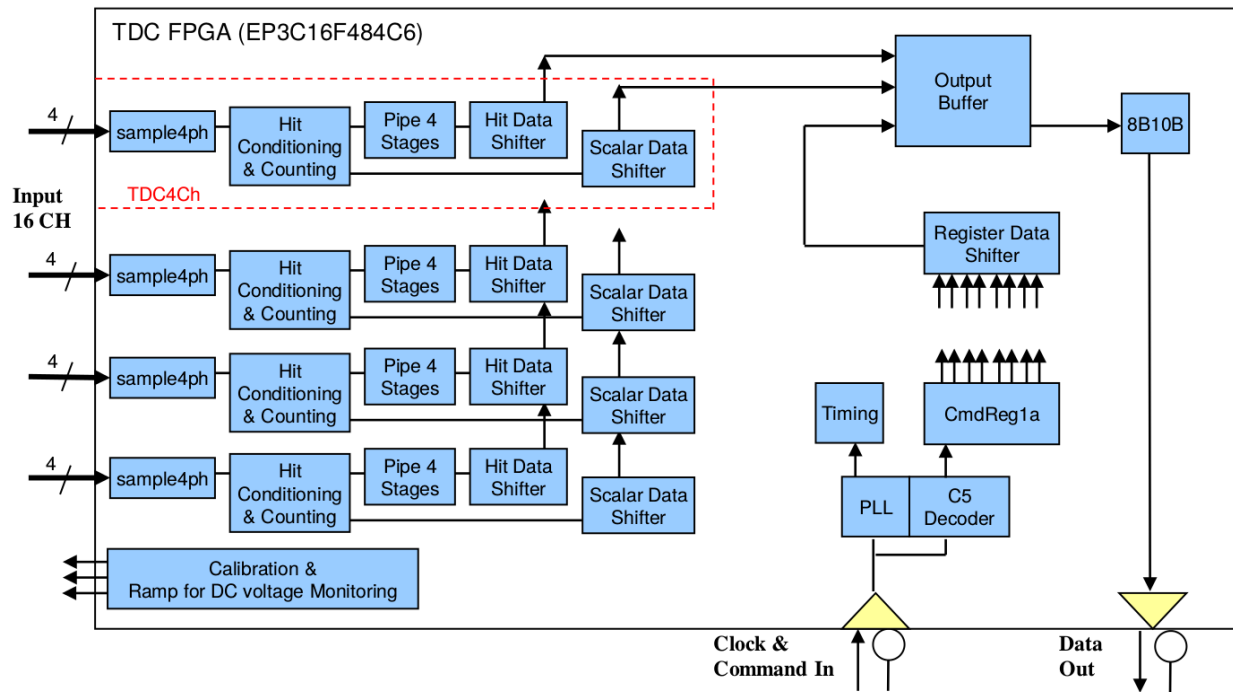 TDC FPGA (EP3C16F484C6)
Output
Buffer
8B10B
4
sample4ph
Hit
Conditioning
& Counting
Pipe 4
Stages
Hit Data
Shifter
Scalar Data
Shifter
TDC4Ch
Input
16 CH
4
sample4ph
Hit
Conditioning
& Counting
Pipe 4
Stages
Hit Data
Shifter
Scalar Data
Shifter
Register Data
Shifter
4
sample4ph
Hit
Conditioning
& Counting
Pipe 4
Stages
Hit Data
Shifter
Scalar Data
Shifter
Timing
CmdReg1a
4
sample4ph
Hit
Conditioning
& Counting
Pipe 4
Stages
Hit Data
Shifter
Scalar Data
Shifter
PLL
C5
Decoder
Calibration &
Ramp for DC voltage Monitoring
Clock &
Command In
Data
Out